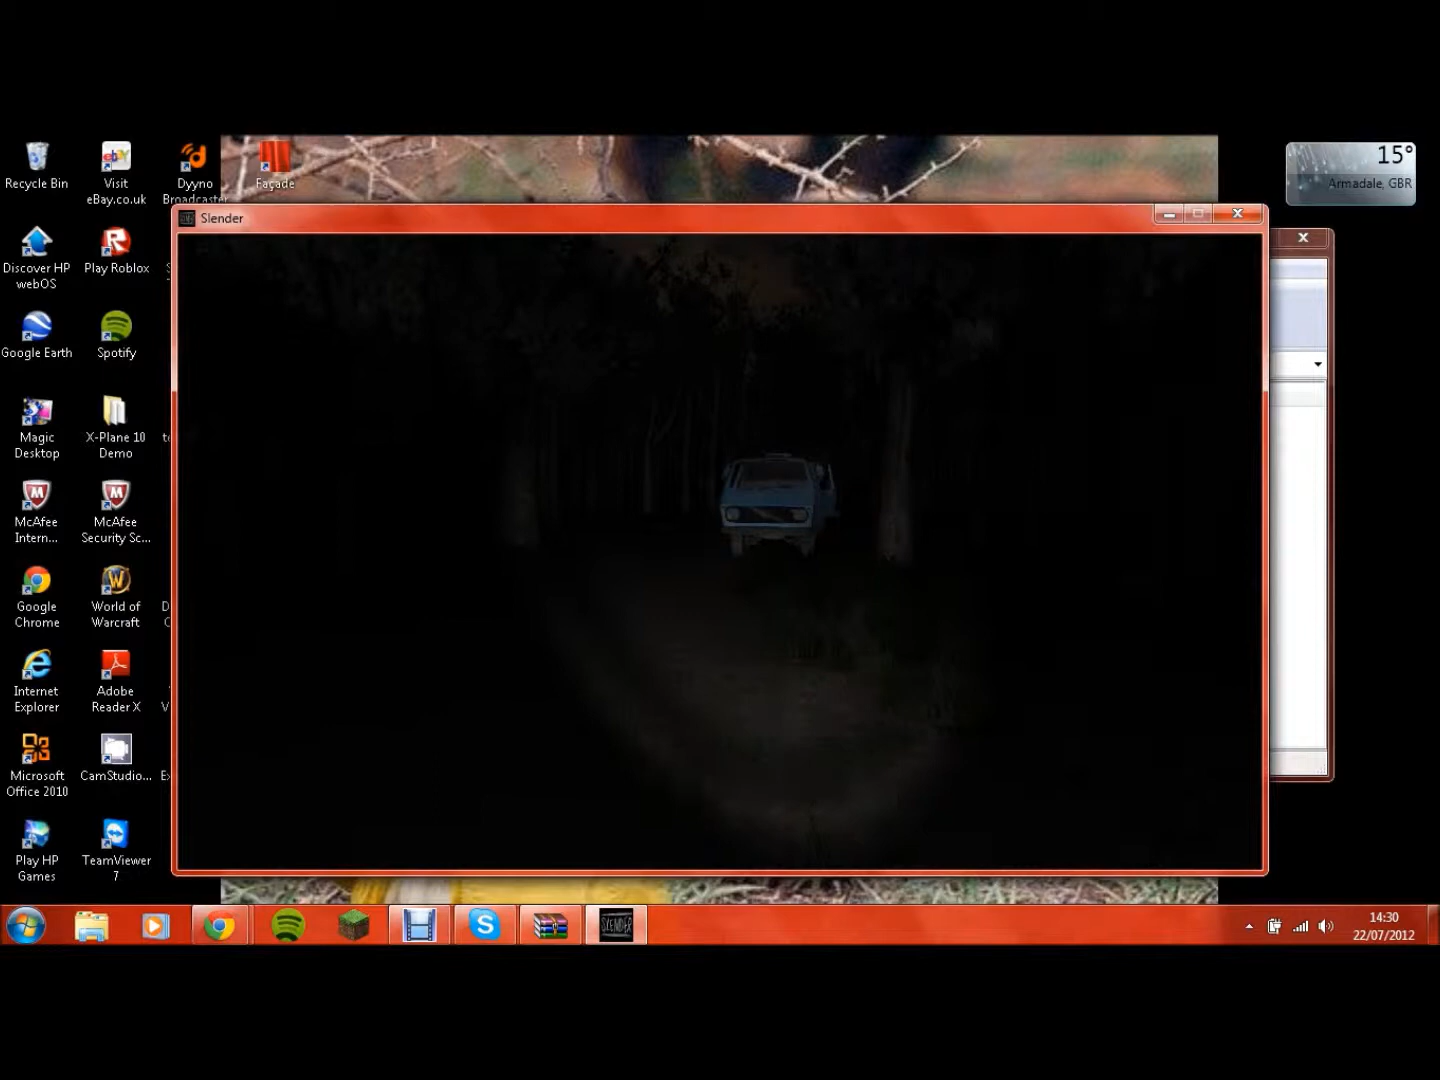 Recycle Bin
Visit
eBay.co.uk
Dyyno
Broadcaster
Façade
15°
Armadale, GBR
Slender
Discover HP
webOS
Play Roblox
Google Earth
Spotify
Magic
Desktop
X-Plane 10
Demo
McAfee
Intern...
McAfee
Security Sc...
Google
Chrome
World of
Warcraft
Internet
Explorer
Adobe
Reader X
Microsoft
Office 2010
CamStudio...
Play HP
Games
TeamViewer
7
SLENDER
14:30
22/07/2012